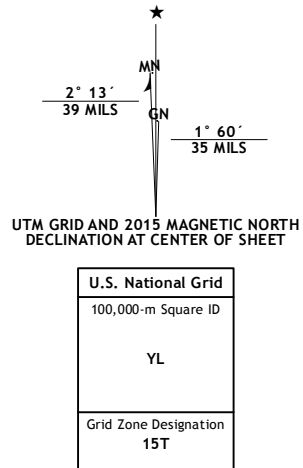 MN
GN
2° 13´
39 MILS
1° 60´
35 MILS
UTM GRID AND 2015 MAGNETIC NORTH
DECLINATION AT CENTER OF SHEET
U.S. National Grid
100,000-m Square ID
YL
Grid Zone Designation
15T